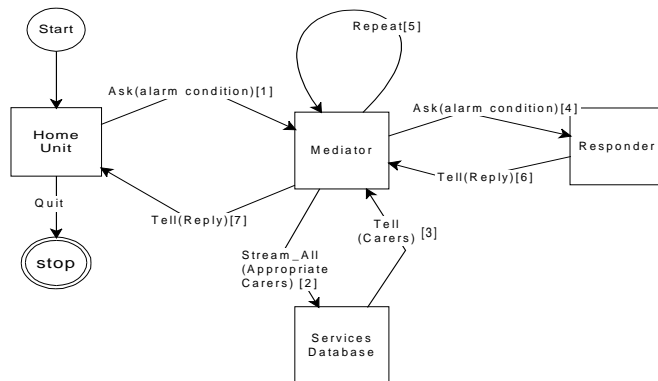 Start
Repeat[5]
Ask(alarm condition)[1]
Ask(alarm condition)[4]
Home
Unit
Mediator
Responder
Tell(Reply)[6]
Quit
Tell(Reply)[7]
Tell
(Carers) [3]
stop
Stream_All
(Appropriate
Carers) [2]
Services
Database